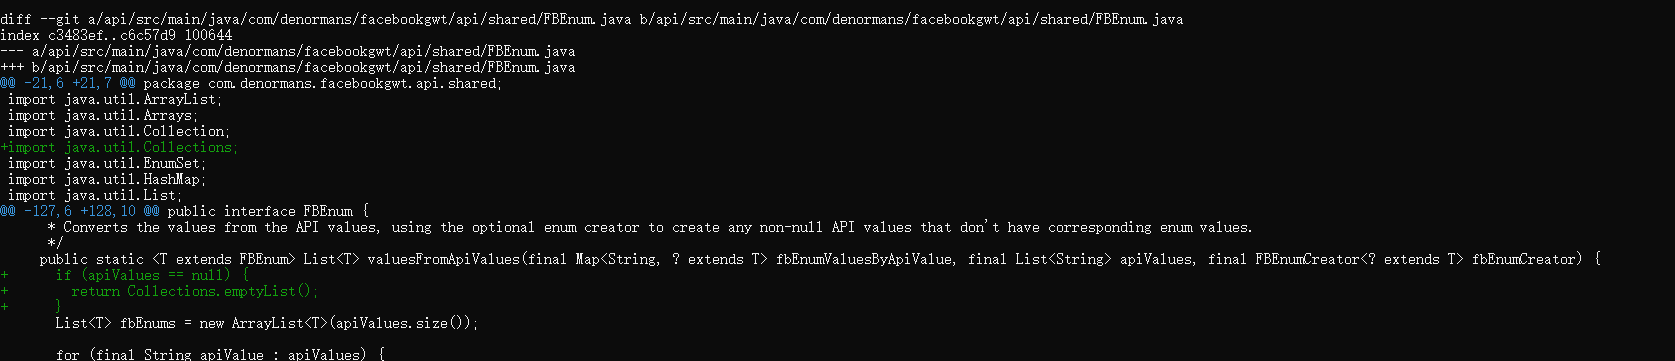 diff --git a/api/src/main/java/com/denormans/facebookgwt/api/shared/FBEnum.java b/api/src/main/java/com/denormans/facebookgwt/api/shared/FBEnum.java
index c3483ef..c6c57d9 100644
--- a/api/src/main/java/com/denormans/facebookgwt/api/shared/FBEnum.java
+++ b/api/src/main/java/com/denormans/facebookgwt/api/shared/FBEnum.java
@@ -21,6 +21,7 @@ package com.denormans.facebookgwt.api.shared;
 import java.util.ArrayList;
 import java.util.Arrays;
 import java.util.Collection;
+import java.util.Collections;
 import java.util.EnumSet;
 import java.util.HashMap;
 import java.util.List;
@@ -127,6 +128,10 @@ public interface FBEnum {
      * Converts the values from the API values, using the optional enum creator to create any non-null API values that don't have corresponding enum values.
      */
     public static <T extends FBEnum> List<T> valuesFromApiValues(final Map<String, ? extends T> fbEnumValuesByApiValue, final List<String> apiValues, final FBEnumCreator<? extends T> fbEnumCreator) {
+      if (apiValues == null) {
+        return Collections.emptyList();
+      }
       List<T> fbEnums = new ArrayList<T>(apiValues.size());
       for (final String apiValue : apiValues) {